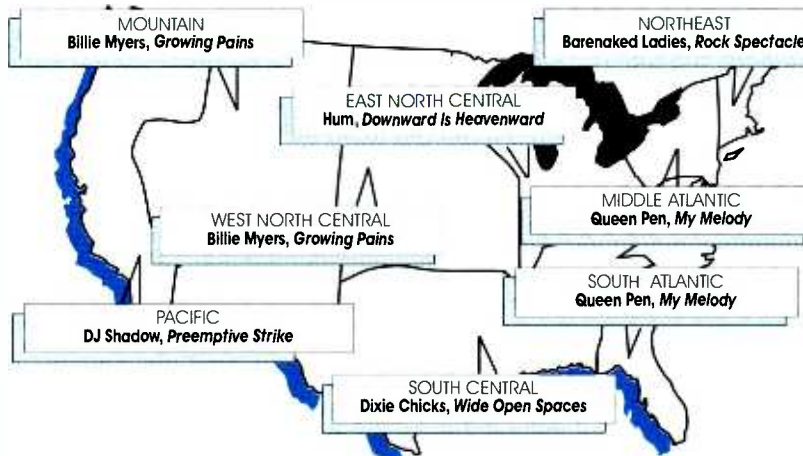 MOUNTAIN
Billie Myers, Growing Pains
NORTHEAST
Barenaked Ladies, Rock Spectacle
EAST NORTH CENTRAL
Hum, Downward Is Heavenward
MIDDLE ATLANTIC
Queen Pen, My Melody
WEST NORTH CENTRAL
Billie Myers, Growing Pains
SOUTH ATLANTIC
Queen Pen, My Melody
PACIFIC
DJ Shadow, Preemptive Strike
SOUTH CENTRAL
Dixie Chicks, Wide Open Spaces